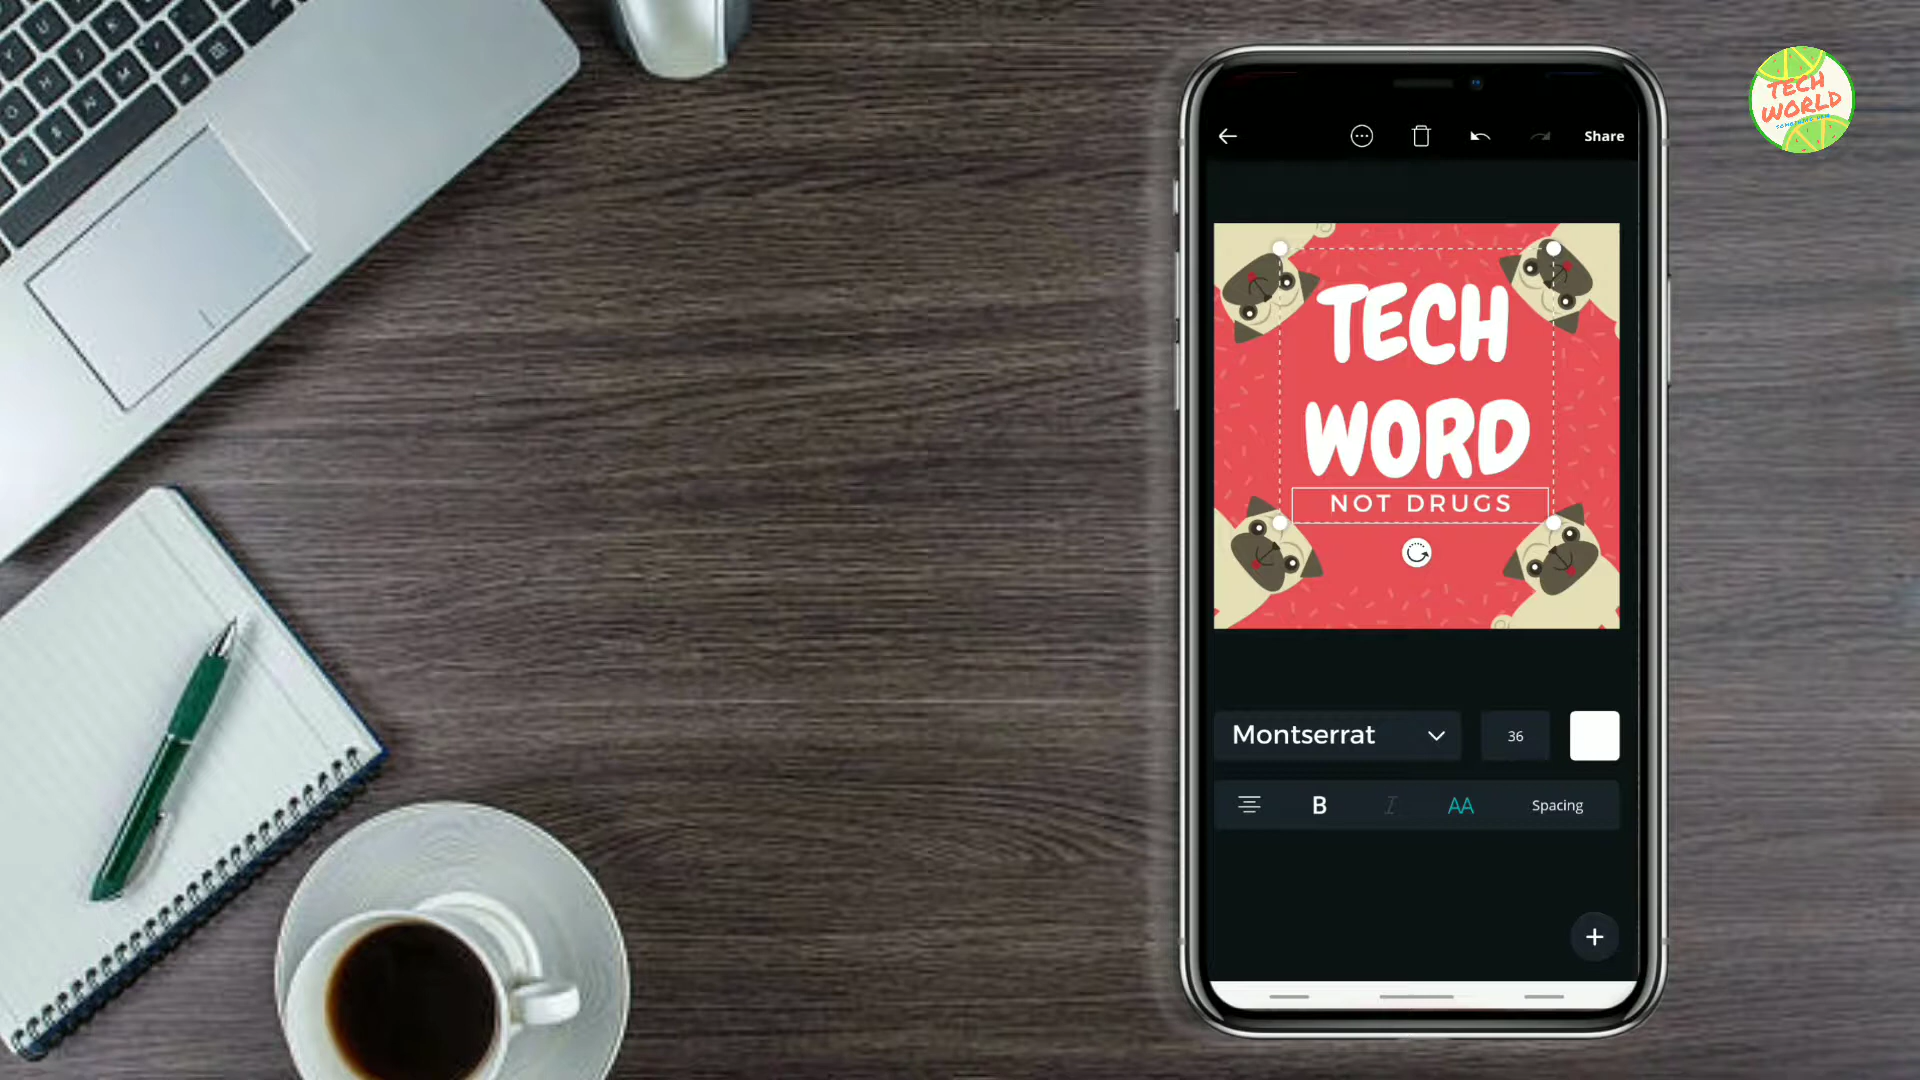 Share
TECH
WORD
NOT DRUGS
Montserrat
36
B
I
AA
Spacing
TECH
WORLD